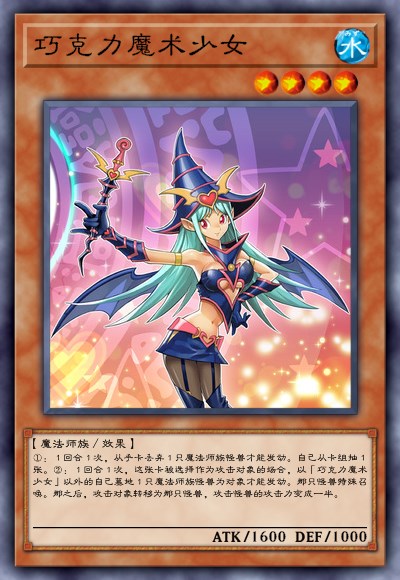 巧克力魔术少女
みず
水
【魔法师族/效果】
①：1回合1次，从手卡丢弃1只魔法师族怪兽才能发动。自己从卡组抽1
张。②：1回合1次，这张卡被选择作为攻击对象的场合，以「巧克力魔术
少女」以外的自己墓地1只魔法师族怪兽为对象才能发动。那只怪兽特殊召
唤。那之后，攻击对象转移为那只怪兽，攻击怪兽的攻击力变成一半。
ATK/1600 DEF/1000